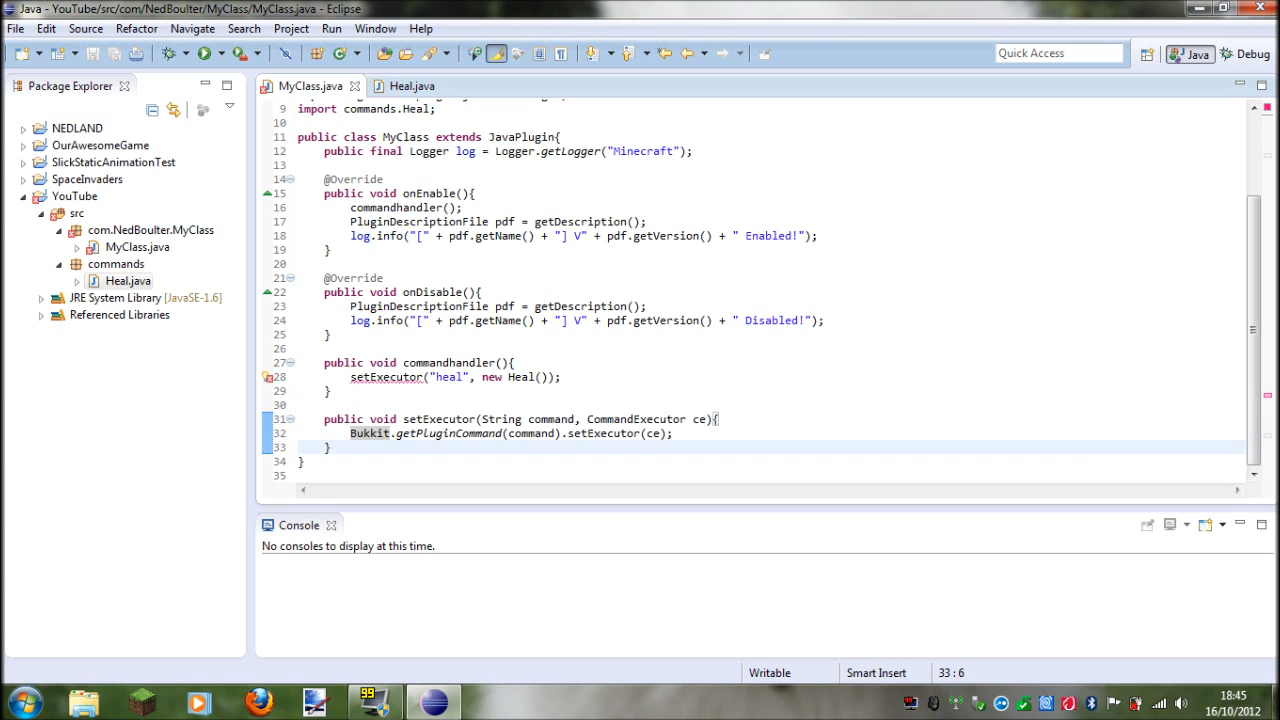 Java - YouTube/src/com/NedBoulter/MyClass/MyClass.java - Eclipse
File Edit Source Refactor Navigate Search Project Run Window Help
Quick Access
Java
Debug
Package Explorer
MyClass.java
Heal.java
NEDLAND
OurAwesomeGame
SlickStaticAnimationTest
SpaceInvaders
YouTube
src
com.NedBoulter.MyClass
MyClass.java
commands
Heal.java
JRE System Library [JavaSE-1.6]
Referenced Libraries
9 import commands.Heal;
10
11 public class MyClass extends JavaPlugin{
12 public final Logger log = Logger.getLogger("Minecraft");
13
14 @Override
15 public void onEnable(){
16 commandhandler();
17 PluginDescriptionFile pdf = getDescription();
18 log.info("[" + pdf.getName() + "] V" + pdf.getVersion() + " Enabled!");
19 }
20
21 @Override
22 public void onDisable(){
23 PluginDescriptionFile pdf = getDescription();
24 log.info("[" + pdf.getName() + "] V" + pdf.getVersion() + " Disabled!");
25 }
26
27 public void commandhandler(){
28 setExecutor("heal", new Heal());
29 }
30
31 public void setExecutor(String command, CommandExecutor ce){
32 Bukkit.getPluginCommand(command).setExecutor(ce);
33 }
34 }
35
Console
No consoles to display at this time.
Writable
Smart Insert
33 : 6
99
18:45
16/10/2012